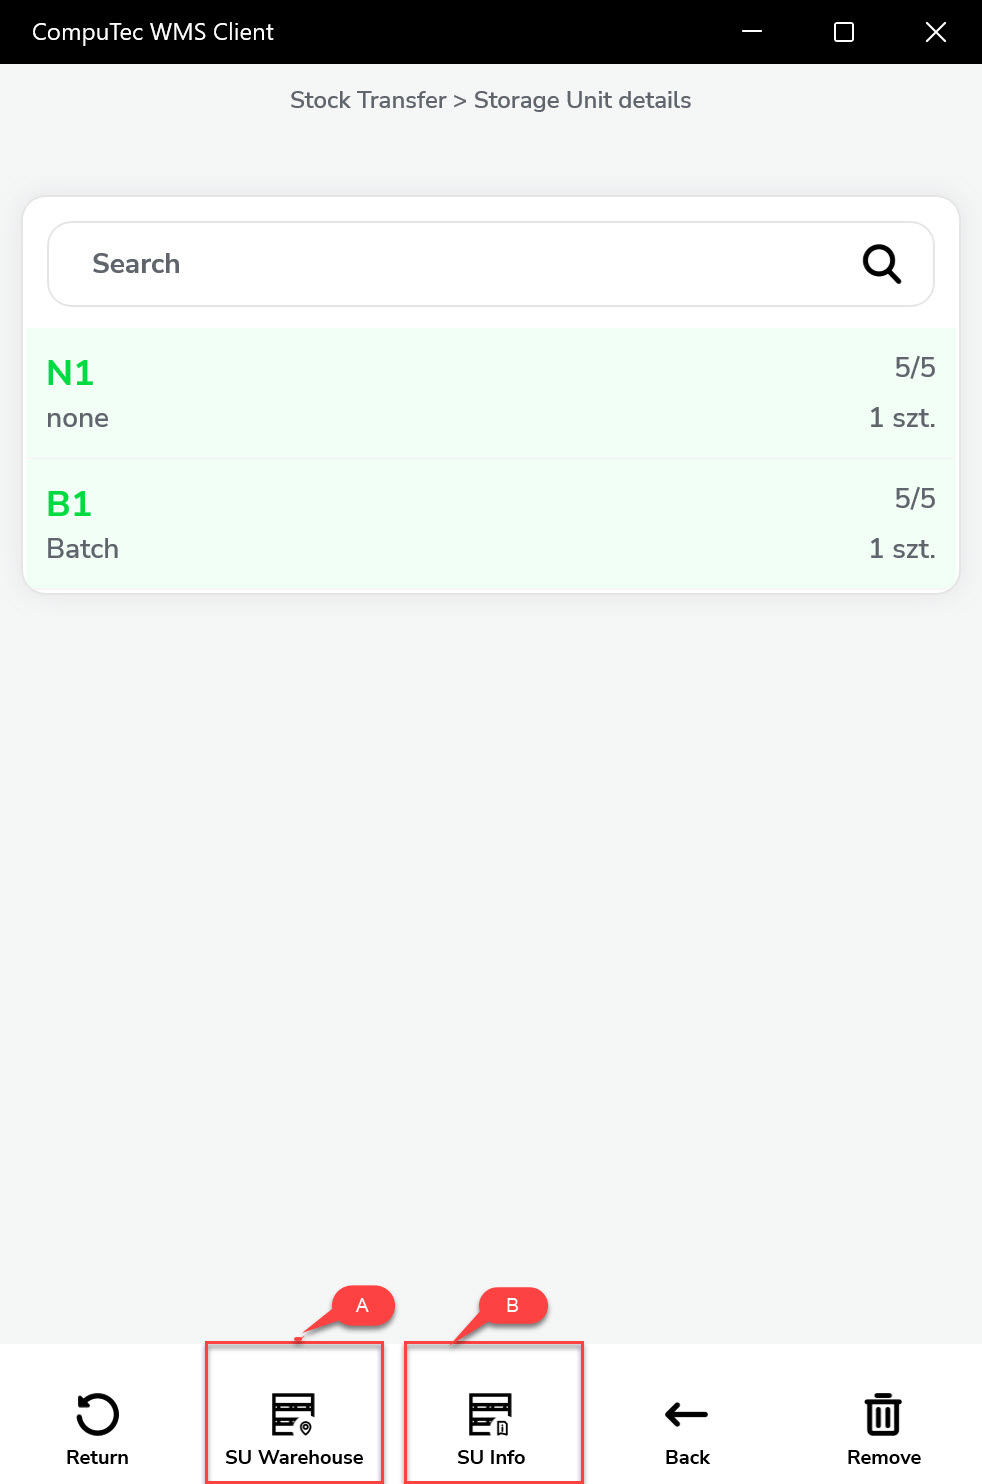 CompuTec WMS Client
Stock Transfer > Storage Unit details
Search
N1
5/5
none
1 szt.
B1
5/5
Batch
1 szt.
A
B
Return
SU Warehouse
SU Info
Back
Remove